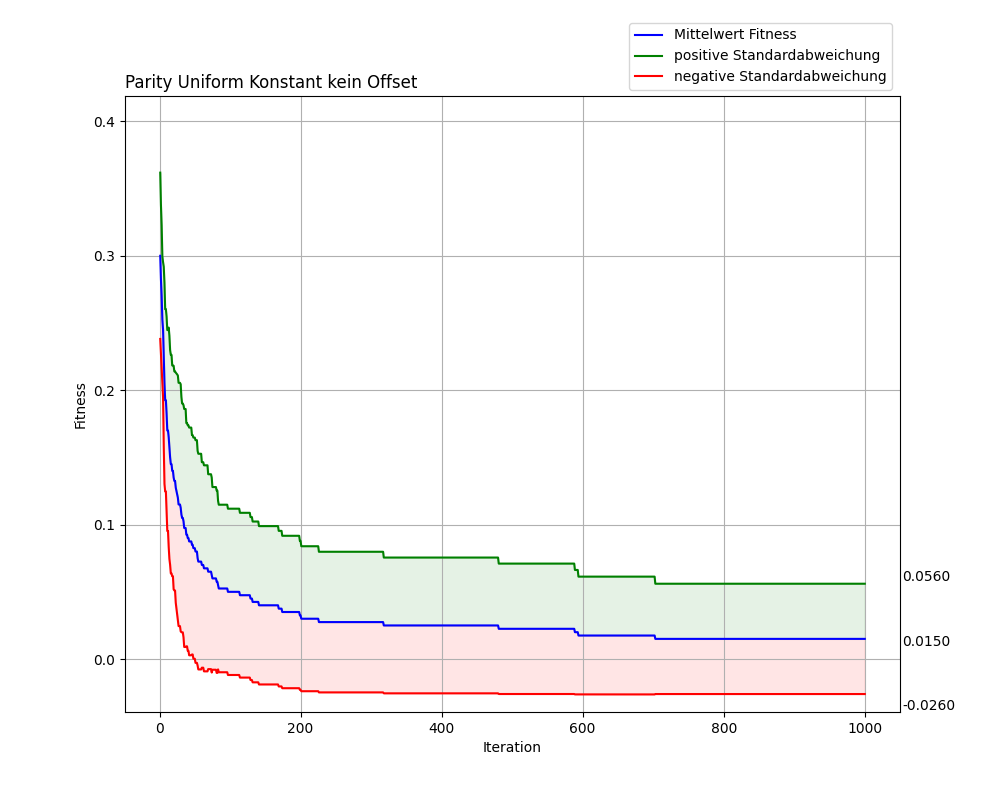 Mittelwert Fitness
positive Standardabweichung
negative Standardabweichung
Parity Uniform Konstant kein Offset
0.4
0.3
0.2
0.1
0.0
Fitness
0.0560
0.0150
-0.0260
0 200 400 600 800 1000
Iteration